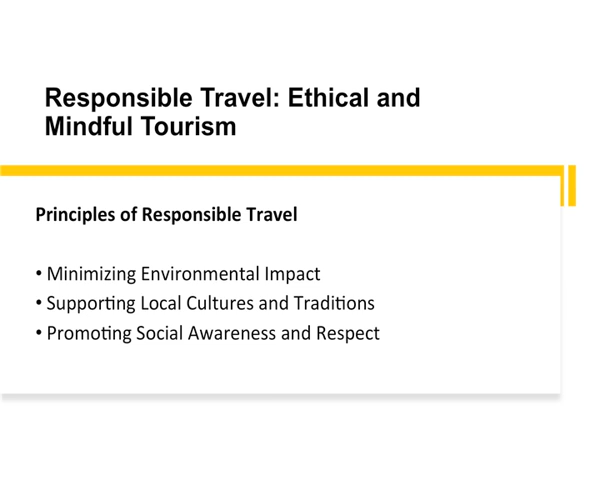 Responsible Travel: Ethical and
Mindful Tourism
Principles of Responsible Travel
• Minimizing Environmental Impact
• Supporting Local Cultures and Traditions
• Promoting Social Awareness and Respect